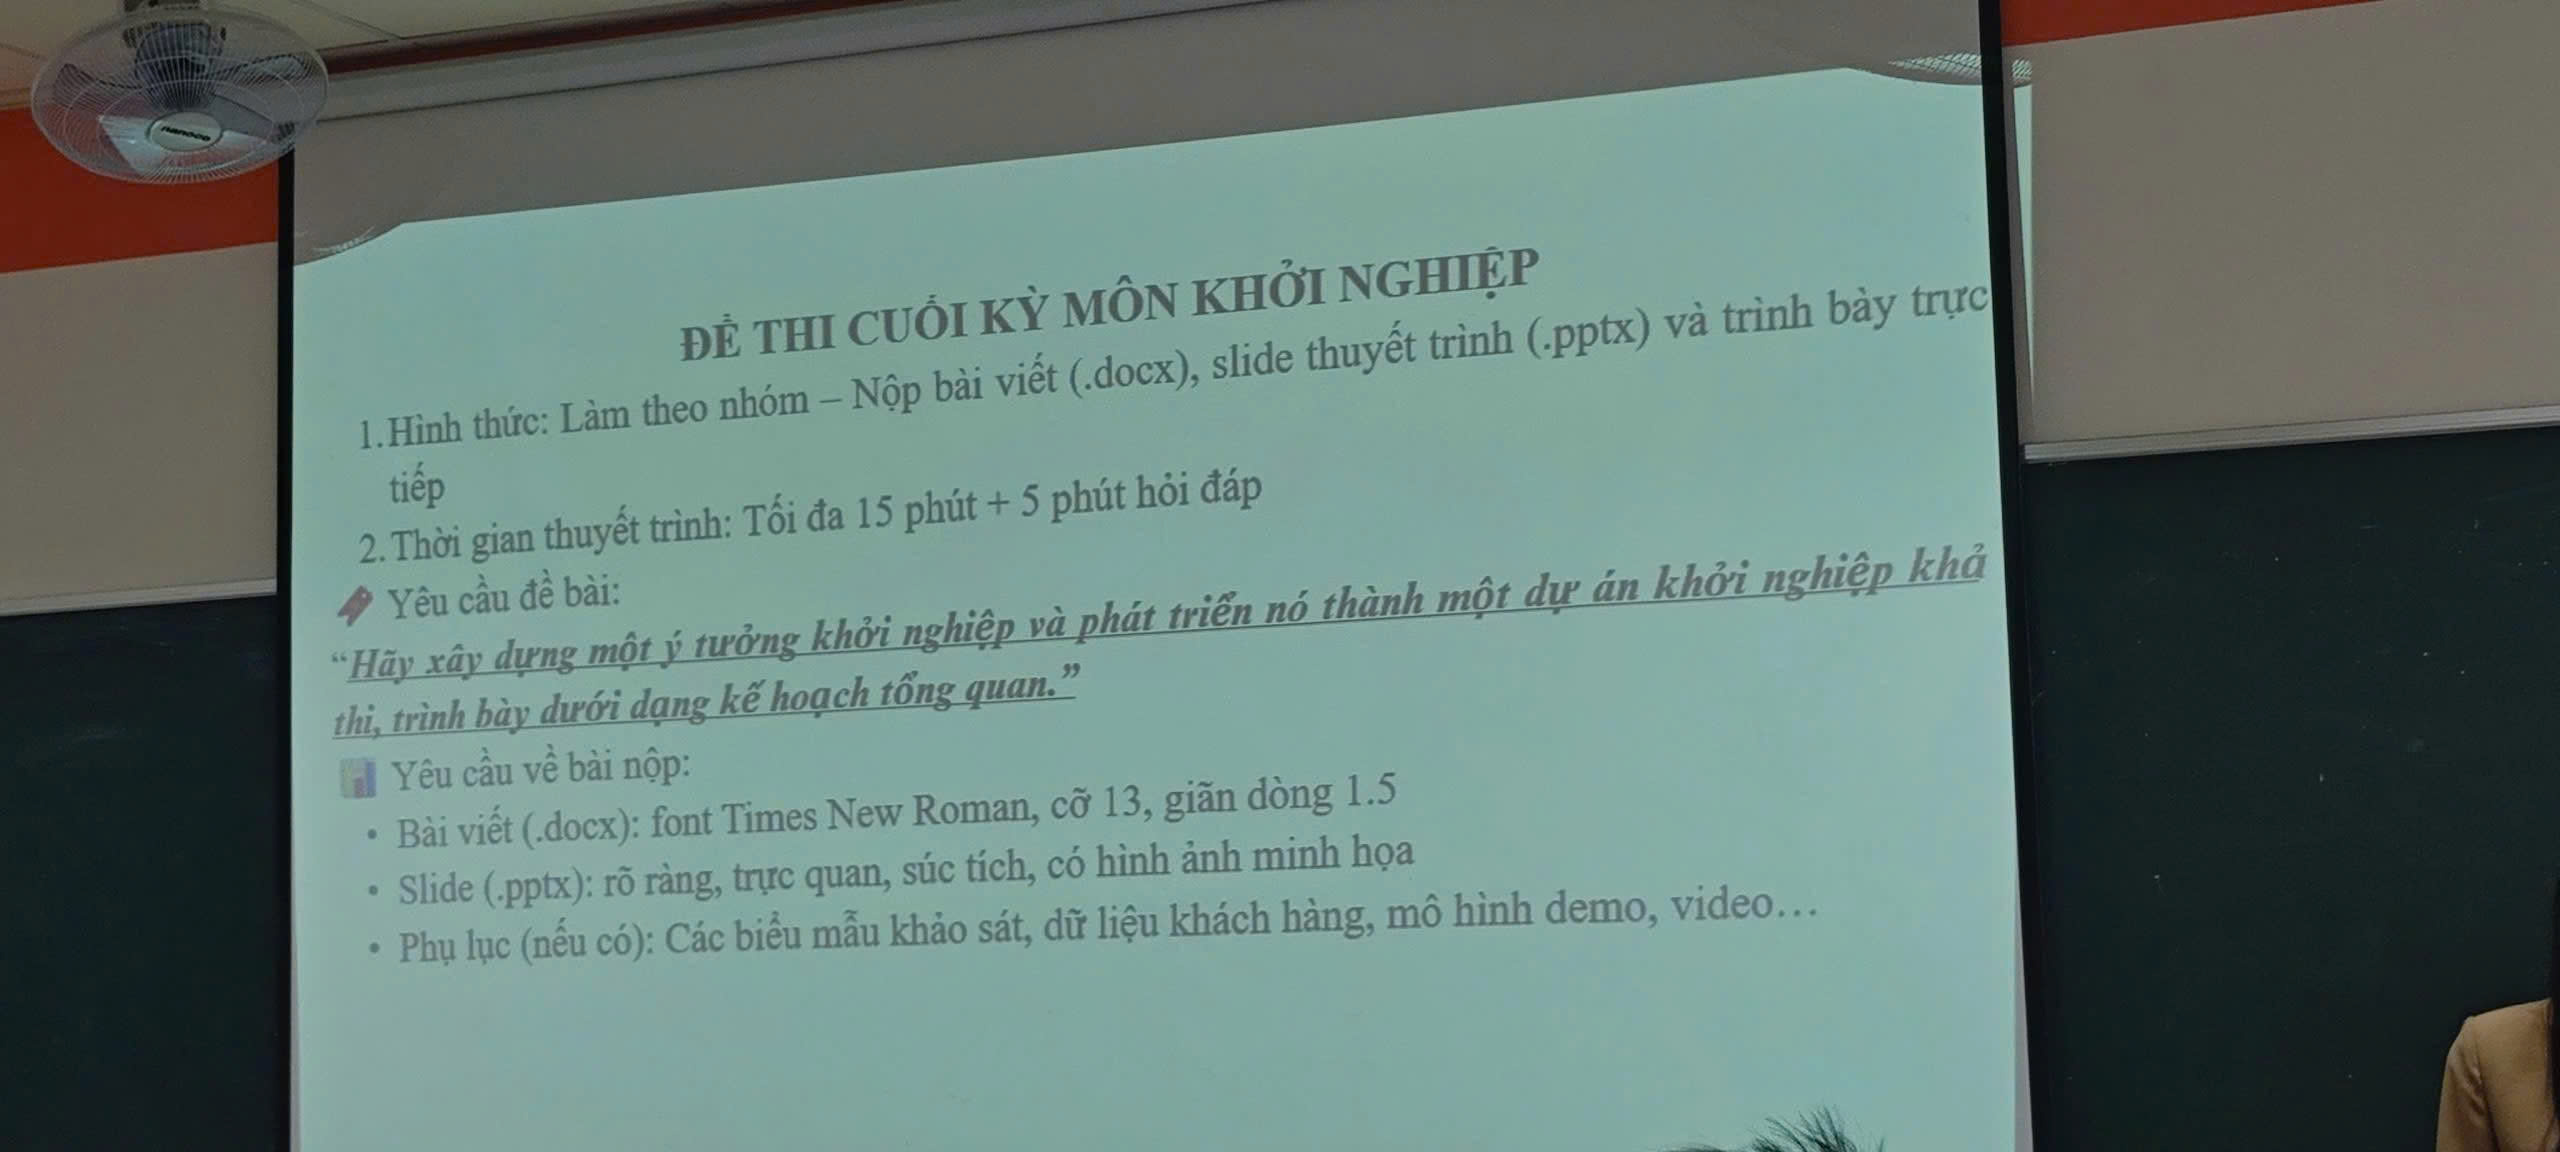 nanoco
ĐỀ THI CUỐI KỲ MÔN KHỞI NGHIỆP
1.Hình thức: Làm theo nhóm – Nộp bài viết (.docx), slide thuyết trình (.pptx) và trình bày trực
tiếp
2.Thời gian thuyết trình: Tối đa 15 phút + 5 phút hỏi đáp
Yêu cầu đề bài:
“Hãy xây dựng một ý tưởng khởi nghiệp và phát triển nó thành một dự án khởi nghiệp khả
thi, trình bày dưới dạng kế hoạch tổng quan.”
Yêu cầu về bài nộp:
• Bài viết (.docx): font Times New Roman, cỡ 13, giãn dòng 1.5
• Slide (.pptx): rõ ràng, trực quan, súc tích, có hình ảnh minh họa
• Phụ lục (nếu có): Các biểu mẫu khảo sát, dữ liệu khách hàng, mô hình demo, video…